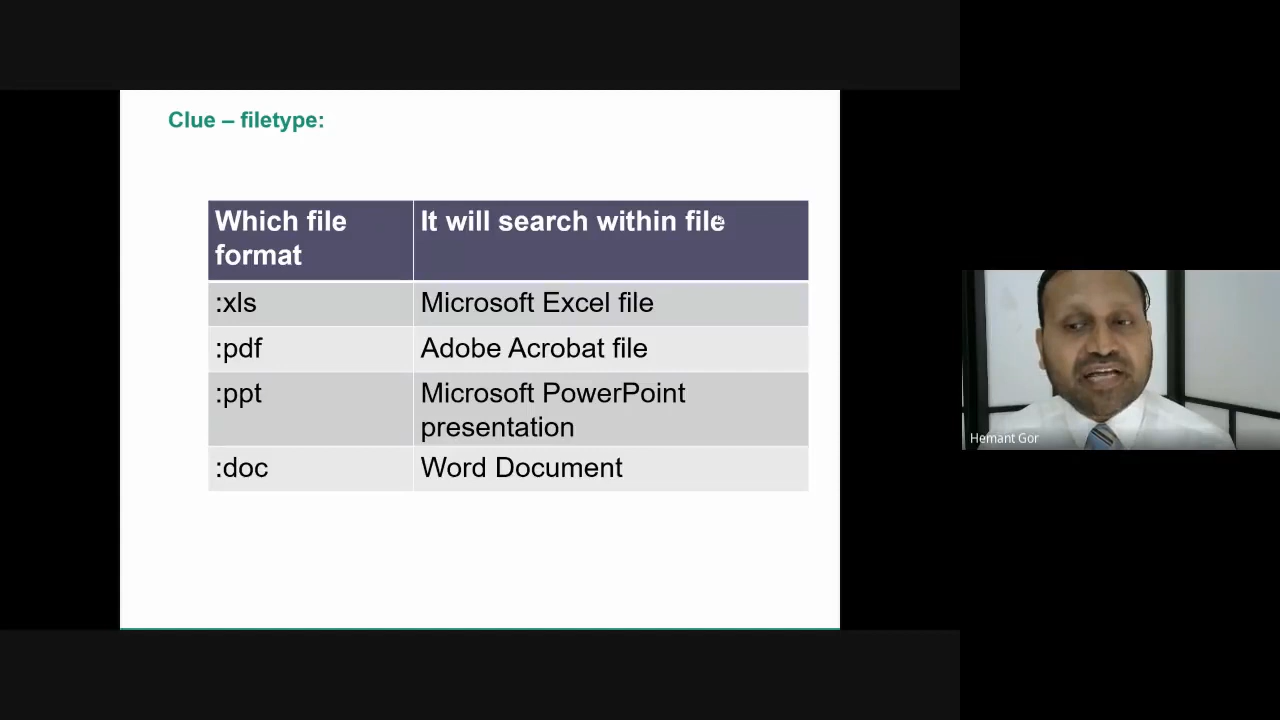 Clue – filetype:
Which file
format
It will search within file
:xls
Microsoft Excel file
:pdf
Adobe Acrobat file
:ppt
Microsoft PowerPoint
presentation
:doc
Word Document
Hemant Gor